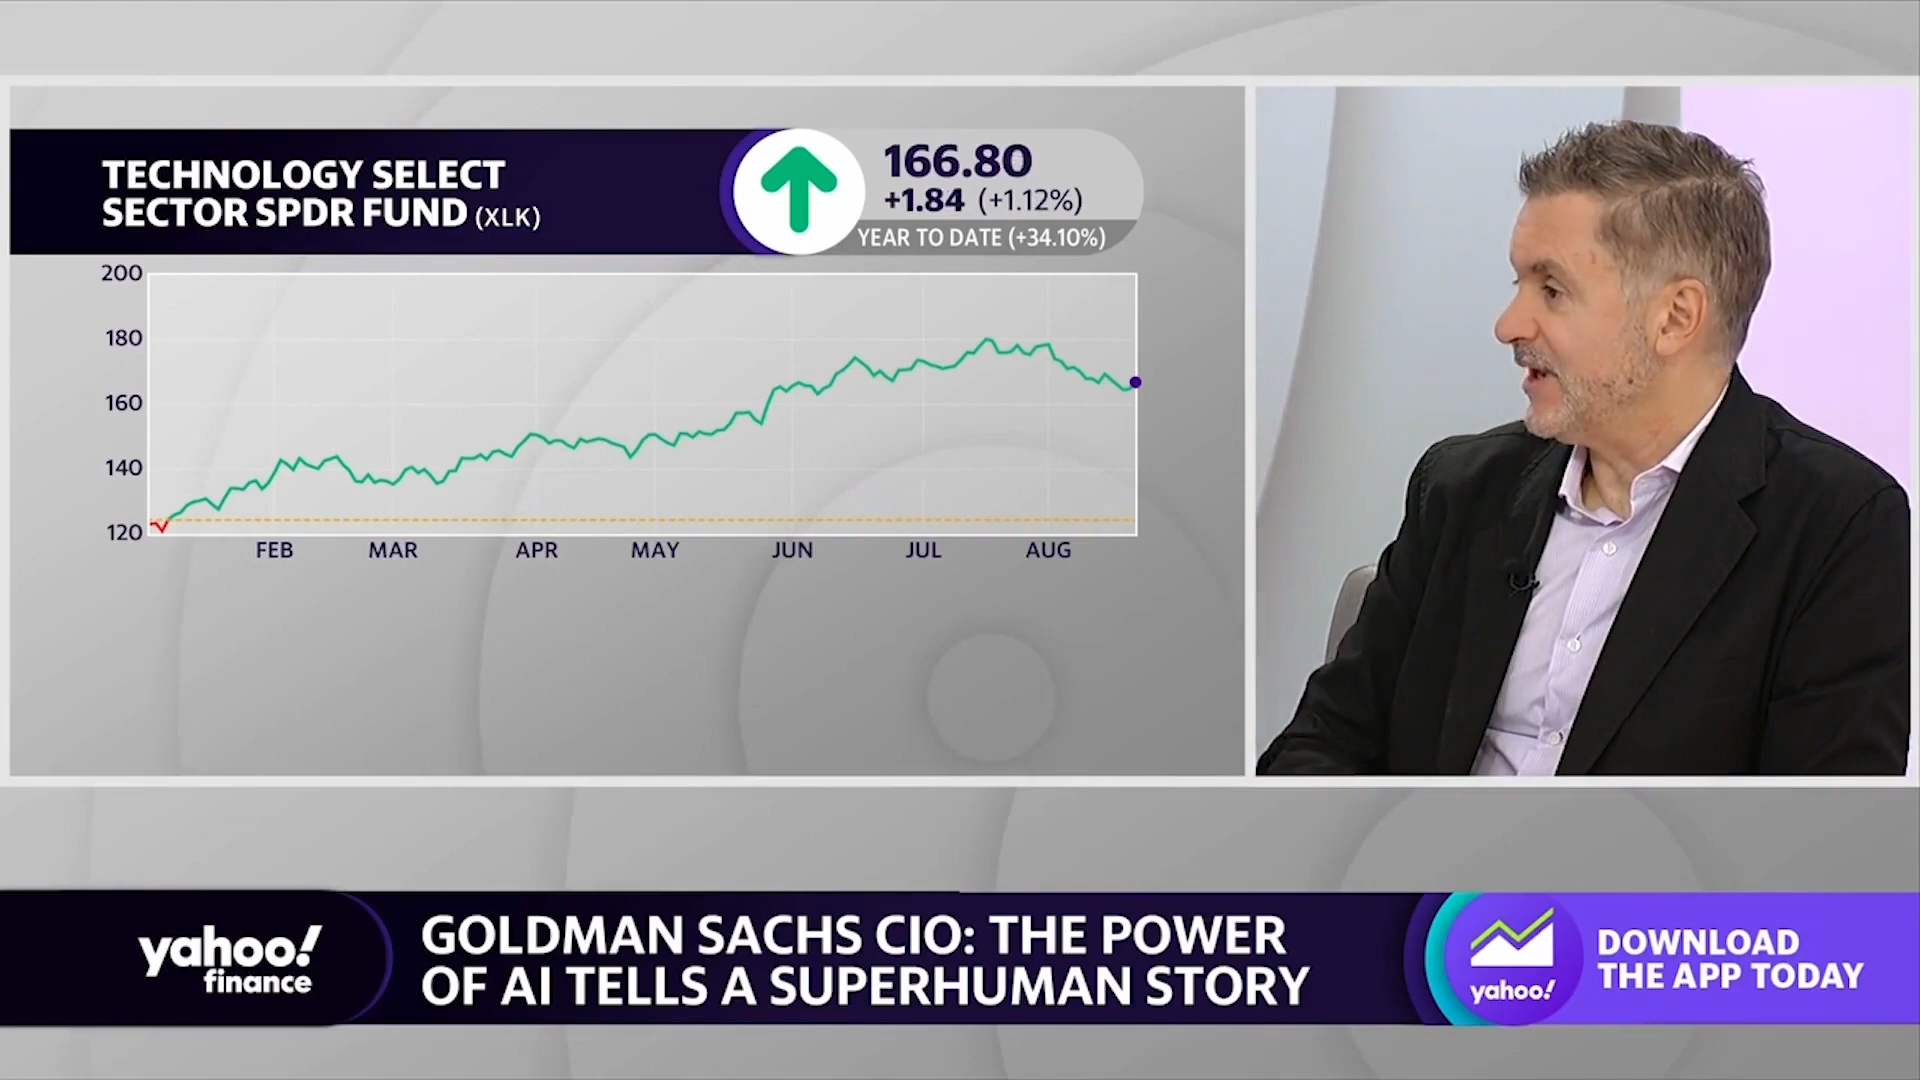 TECHNOLOGY SELECT
SECTOR SPDR FUND (XLK)
166.80
+1.84 (+1.12%)
YEAR TO DATE (+34.10%)
200
180
160
140
120
FEB MAR APR MAY JUN JUL AUG
yahoo!
finance
GOLDMAN SACHS CIO: THE POWER
OF AI TELLS A SUPERHUMAN STORY
yahoo!
DOWNLOAD
THE APP TODAY